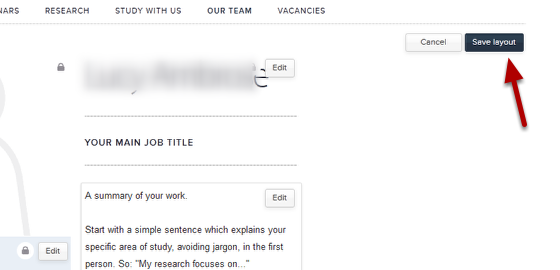 NARS RESEARCH STUDY WITH US OUR TEAM VACANCIES
Cancel Save layout
Edit
YOUR MAIN JOB TITLE
A summary of your work. Edit
Start with a simple sentence which explains your
specific area of study, avoiding jargon, in the first
person. So: "My research focuses on..."
Edit